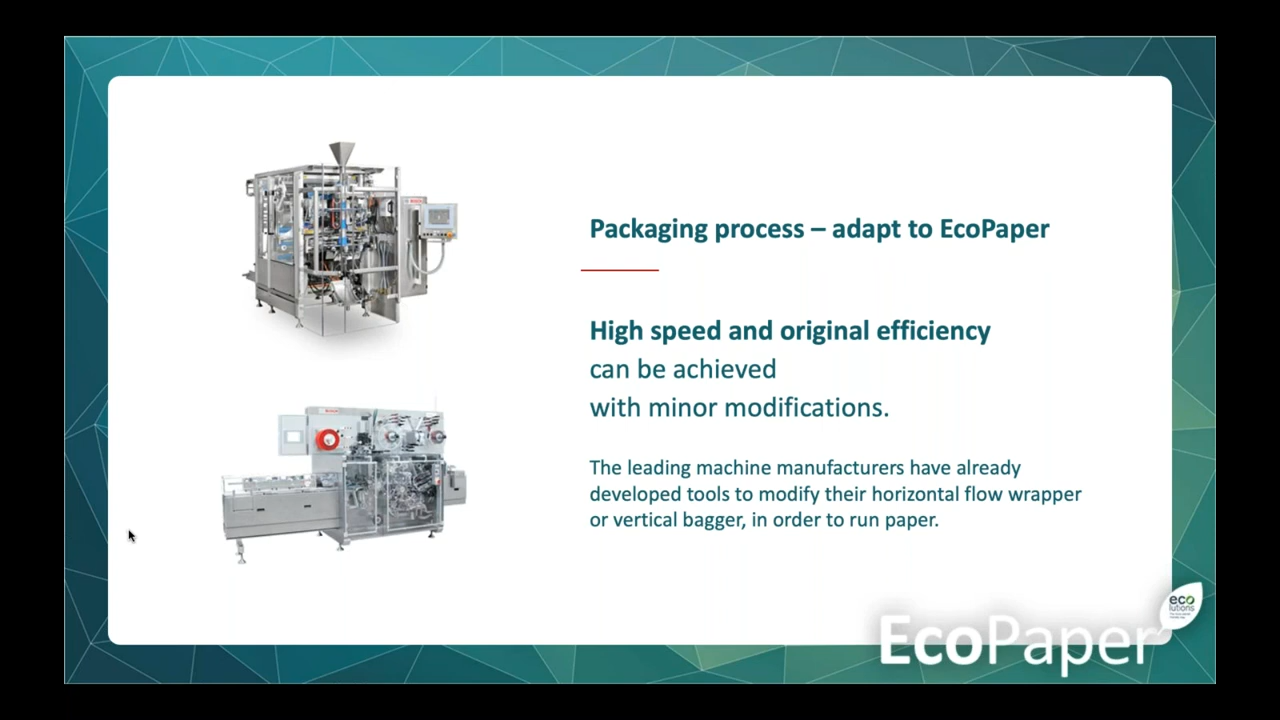 Packaging process – adapt to EcoPaper
High speed and original efficiency
can be achieved
with minor modifications.
The leading machine manufacturers have already
developed tools to modify their horizontal flow wrapper
or vertical bagger, in order to run paper.
eco
lutions
EcoPaper